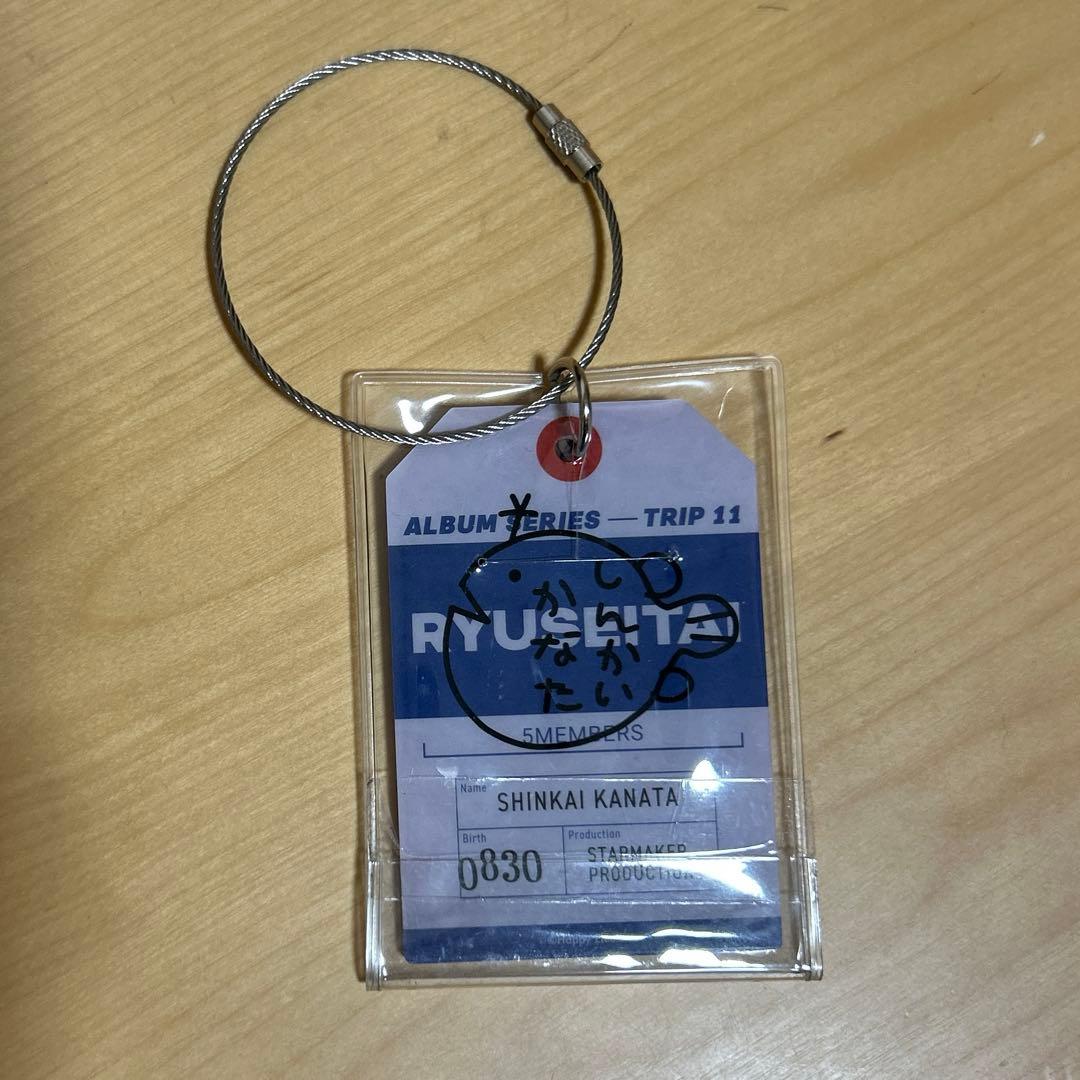 ALBUM SERIES — TRIP 11
RYUSEITAI
しんかい
かなた
5MEMBERS
Name
SHINKAI KANATA
Birth
0830
Production
STARMAKER
PRODUCTION
©Happy